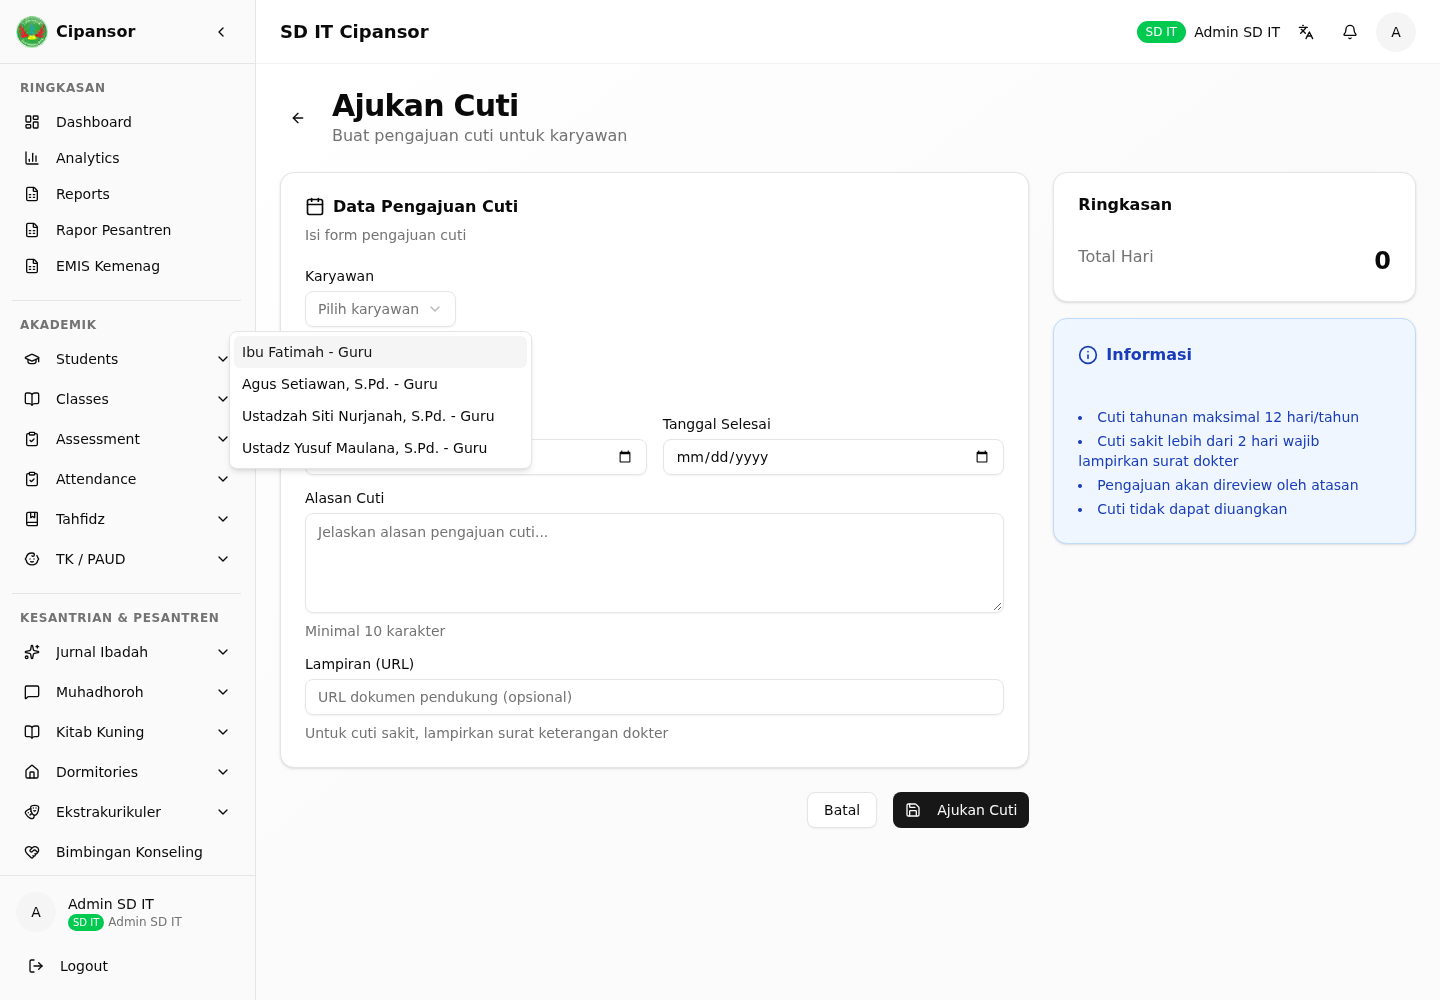 Cipansor
SD IT Cipansor
SD IT
Admin SD IT
A
RINGKASAN
Dashboard
Analytics
Reports
Rapor Pesantren
EMIS Kemenag
AKADEMIK
Students
Classes
Assessment
Attendance
Tahfidz
TK / PAUD
KESANTRIAN & PESANTREN
Jurnal Ibadah
Muhadhoroh
Kitab Kuning
Dormitories
Ekstrakurikuler
Bimbingan Konseling
A
Admin SD IT
SD IT Admin SD IT
Logout
Ajukan Cuti
Buat pengajuan cuti untuk karyawan
Data Pengajuan Cuti
Isi form pengajuan cuti
Karyawan
Pilih karyawan
Ibu Fatimah - Guru
Agus Setiawan, S.Pd. - Guru
Ustadzah Siti Nurjanah, S.Pd. - Guru
Ustadz Yusuf Maulana, S.Pd. - Guru
Tanggal Selesai
mm/dd/yyyy
Alasan Cuti
Jelaskan alasan pengajuan cuti...
Minimal 10 karakter
Lampiran (URL)
URL dokumen pendukung (opsional)
Untuk cuti sakit, lampirkan surat keterangan dokter
Batal
Ajukan Cuti
Ringkasan
Total Hari
0
Informasi
• Cuti tahunan maksimal 12 hari/tahun
• Cuti sakit lebih dari 2 hari wajib
lampirkan surat dokter
• Pengajuan akan direview oleh atasan
• Cuti tidak dapat diuangkan